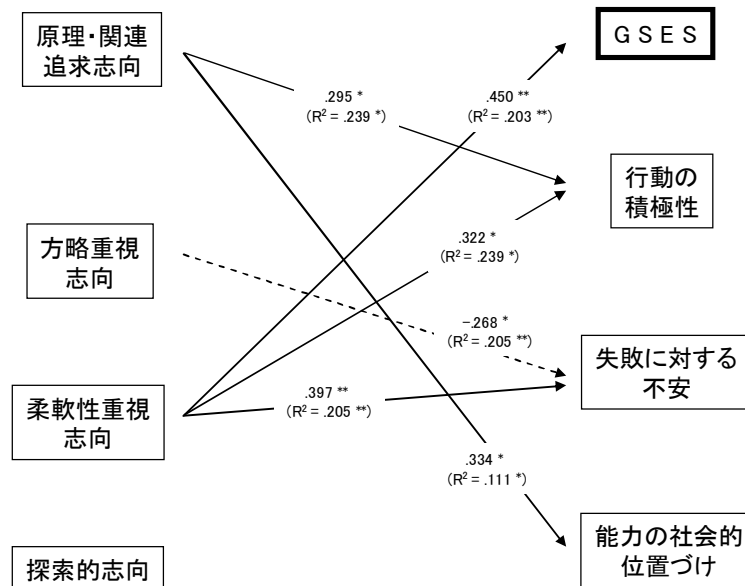 原理・関連
追求志向
ＧＳＥＳ
.295 *
(R² = .239 *)
.450 **
(R² = .203 **)
行動の
積極性
方略重視
志向
.322 *
(R² = .239 *)
-.268 *
(R² = .205 **)
失敗に対する
不安
柔軟性重視
志向
.397 **
(R² = .205 **)
.334 *
(R² = .111 *)
能力の社会的
位置づけ
探索的志向